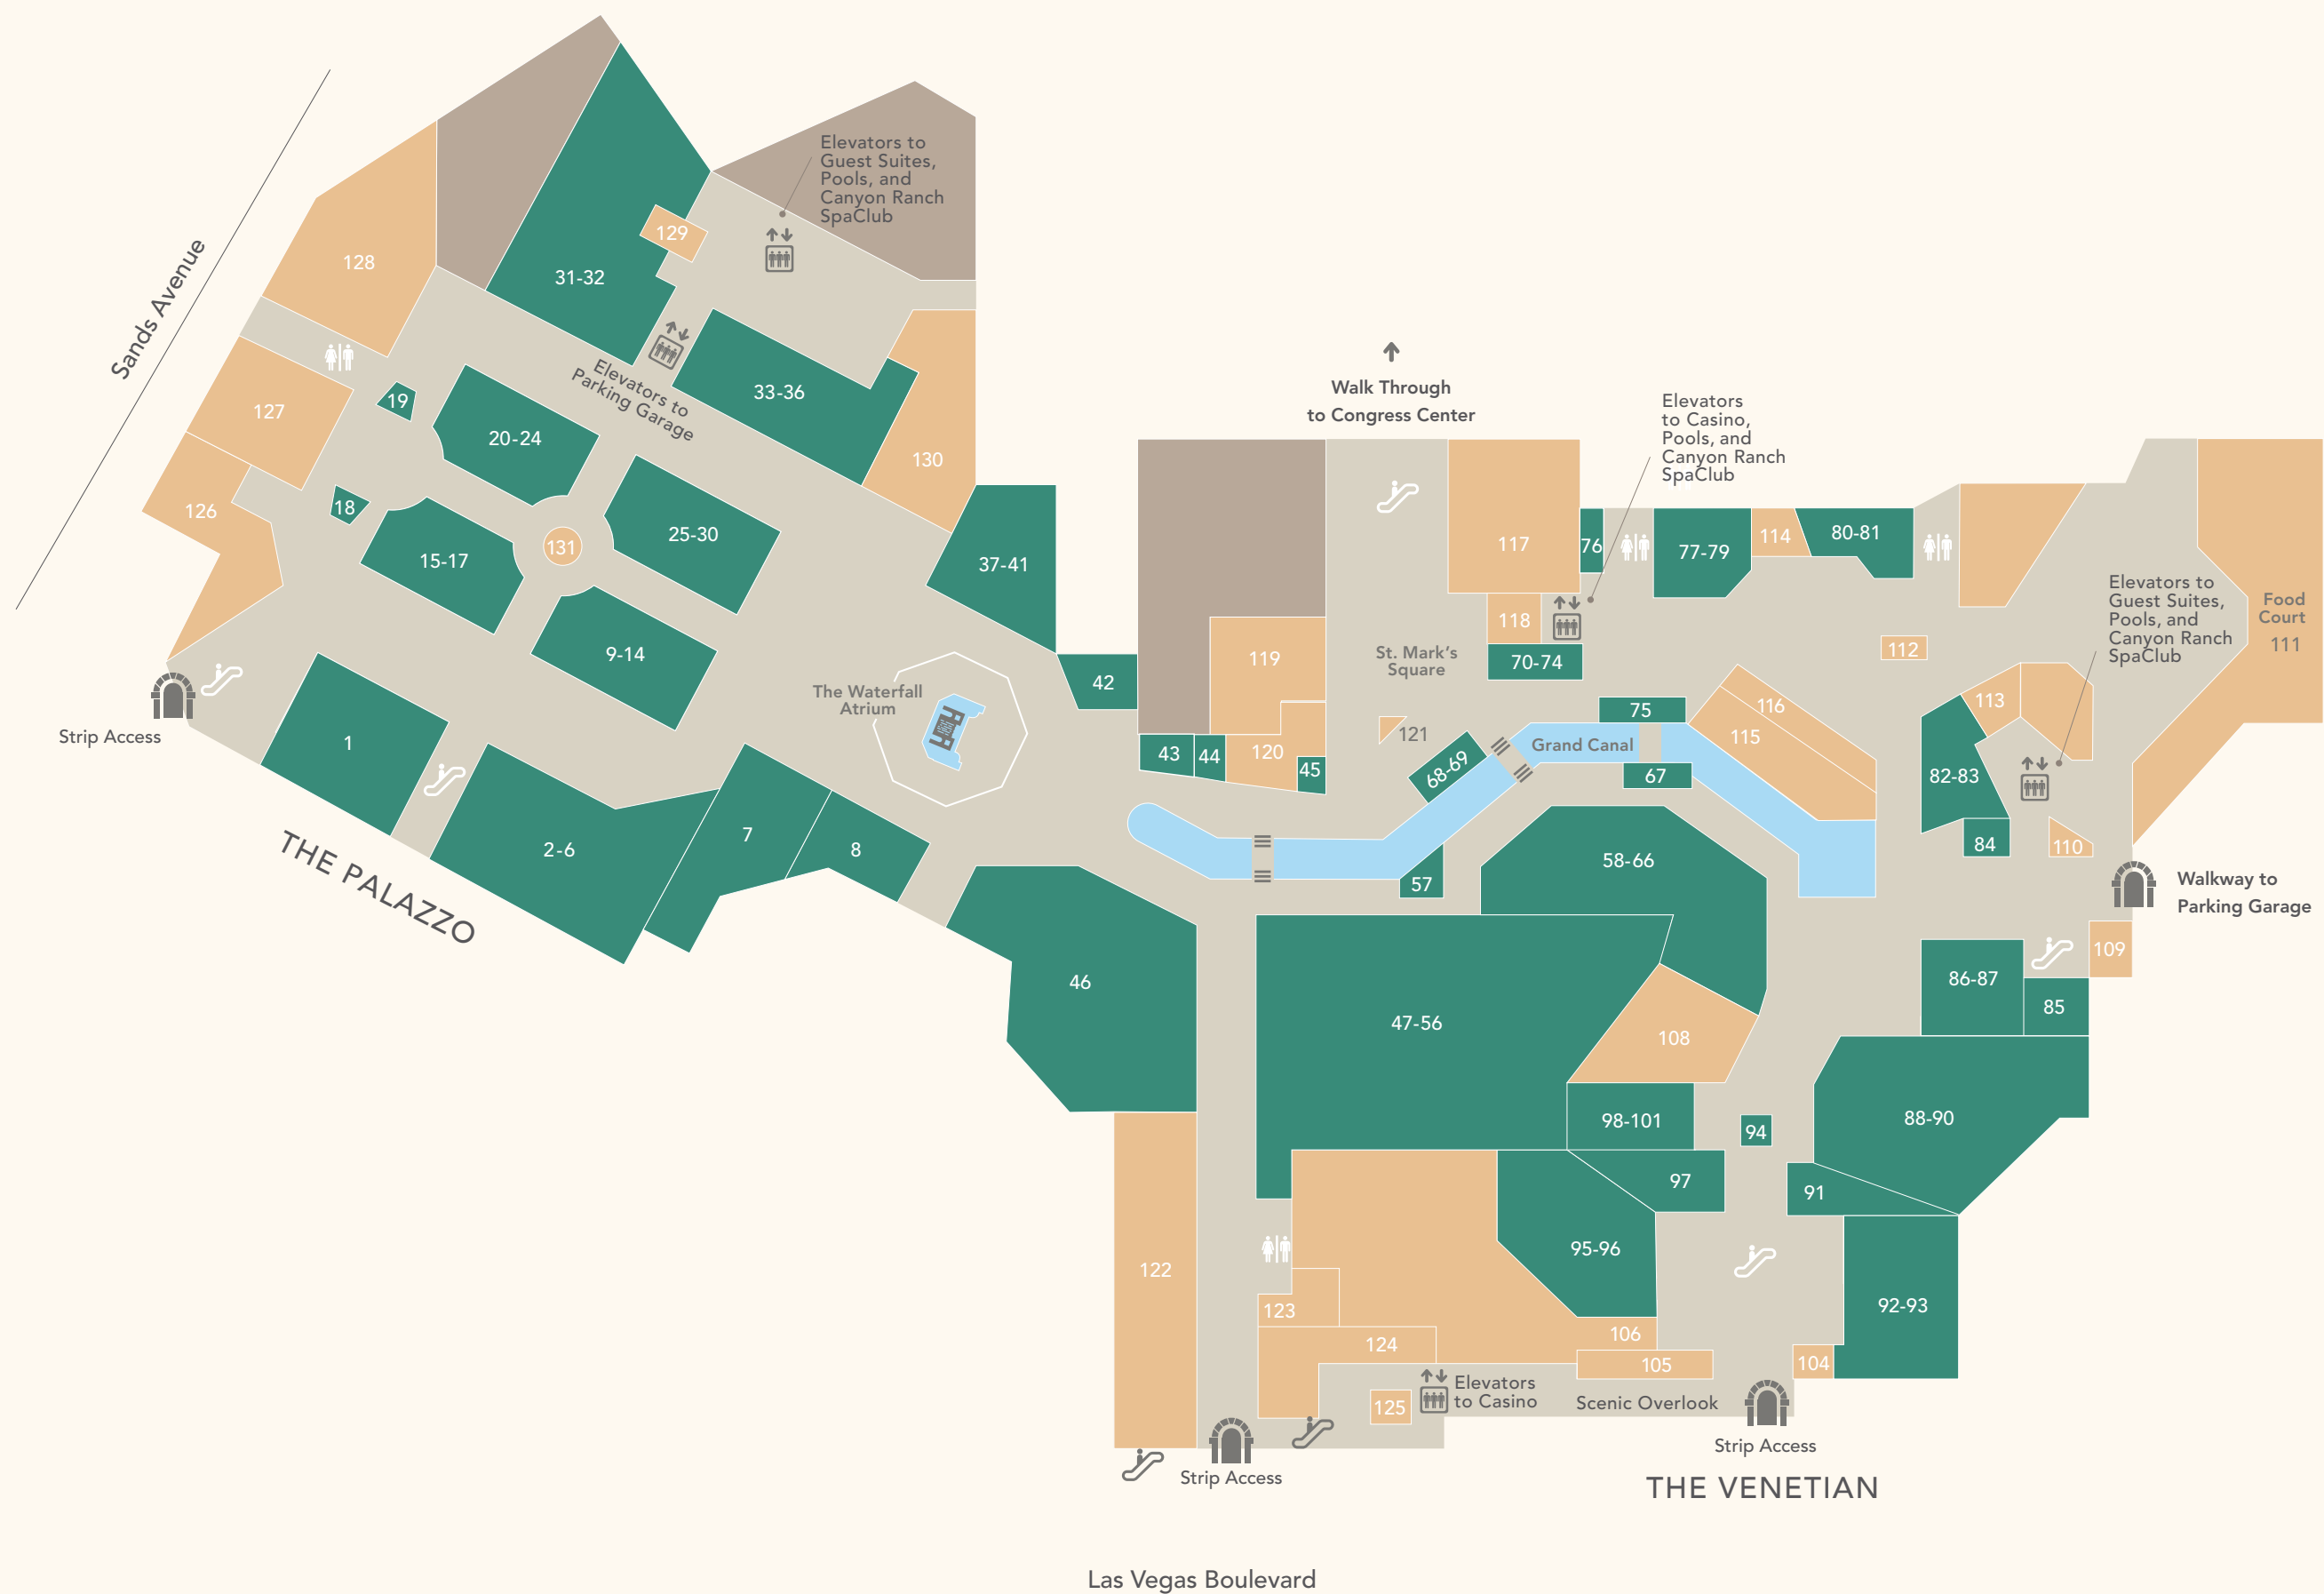 Elevators to
Guest Suites,
Pools, and
Canyon Ranch
SpaClub
Sands Avenue
128
129
31-32
Elevators to
Parking Garage
33-36
127
19
20-24
130
126
18
15-17
131
25-30
37-41
9-14
42
The Waterfall
Atrium
Strip Access
1
2-6
7
8
THE PALAZZO
Walk Through
to Congress Center
Elevators
to Casino,
Pools, and
Canyon Ranch
SpaClub
117
76
77-79
114
80-81
118
70-74
St. Mark's
Square
119
112
Elevators to
Guest Suites,
Pools, and
Canyon Ranch
SpaClub
Food
Court
111
113
116
115
75
121
Grand Canal
43
44
120
45
68-69
67
82-83
84
110
58-66
57
Walkway to
Parking Garage
46
109
86-87
85
47-56
108
98-101
94
88-90
97
91
95-96
92-93
122
123
124
106
105
104
125
Elevators
to Casino
Scenic Overlook
Strip Access
Strip Access
THE VENETIAN
Las Vegas Boulevard